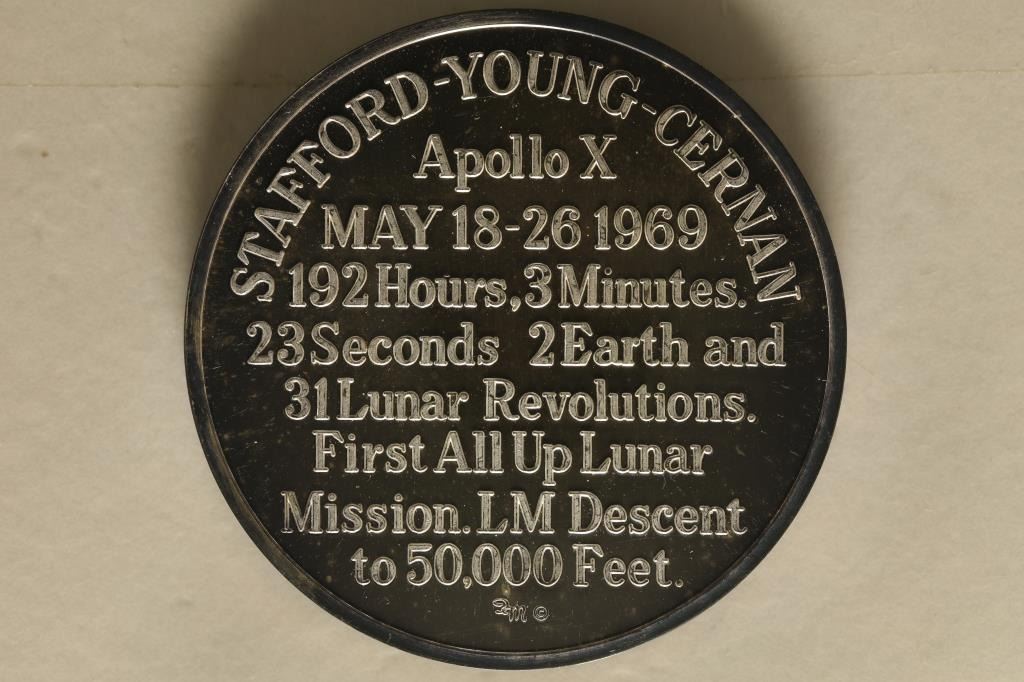 STAFFORD-YOUNG-CERNAN
Apollo X
MAY 18-26 1969
192 Hours, 3 Minutes.
23 Seconds 2 Earth and
31 Lunar Revolutions.
First All Up Lunar
Mission. LM Descent
to 50,000 Feet.
©